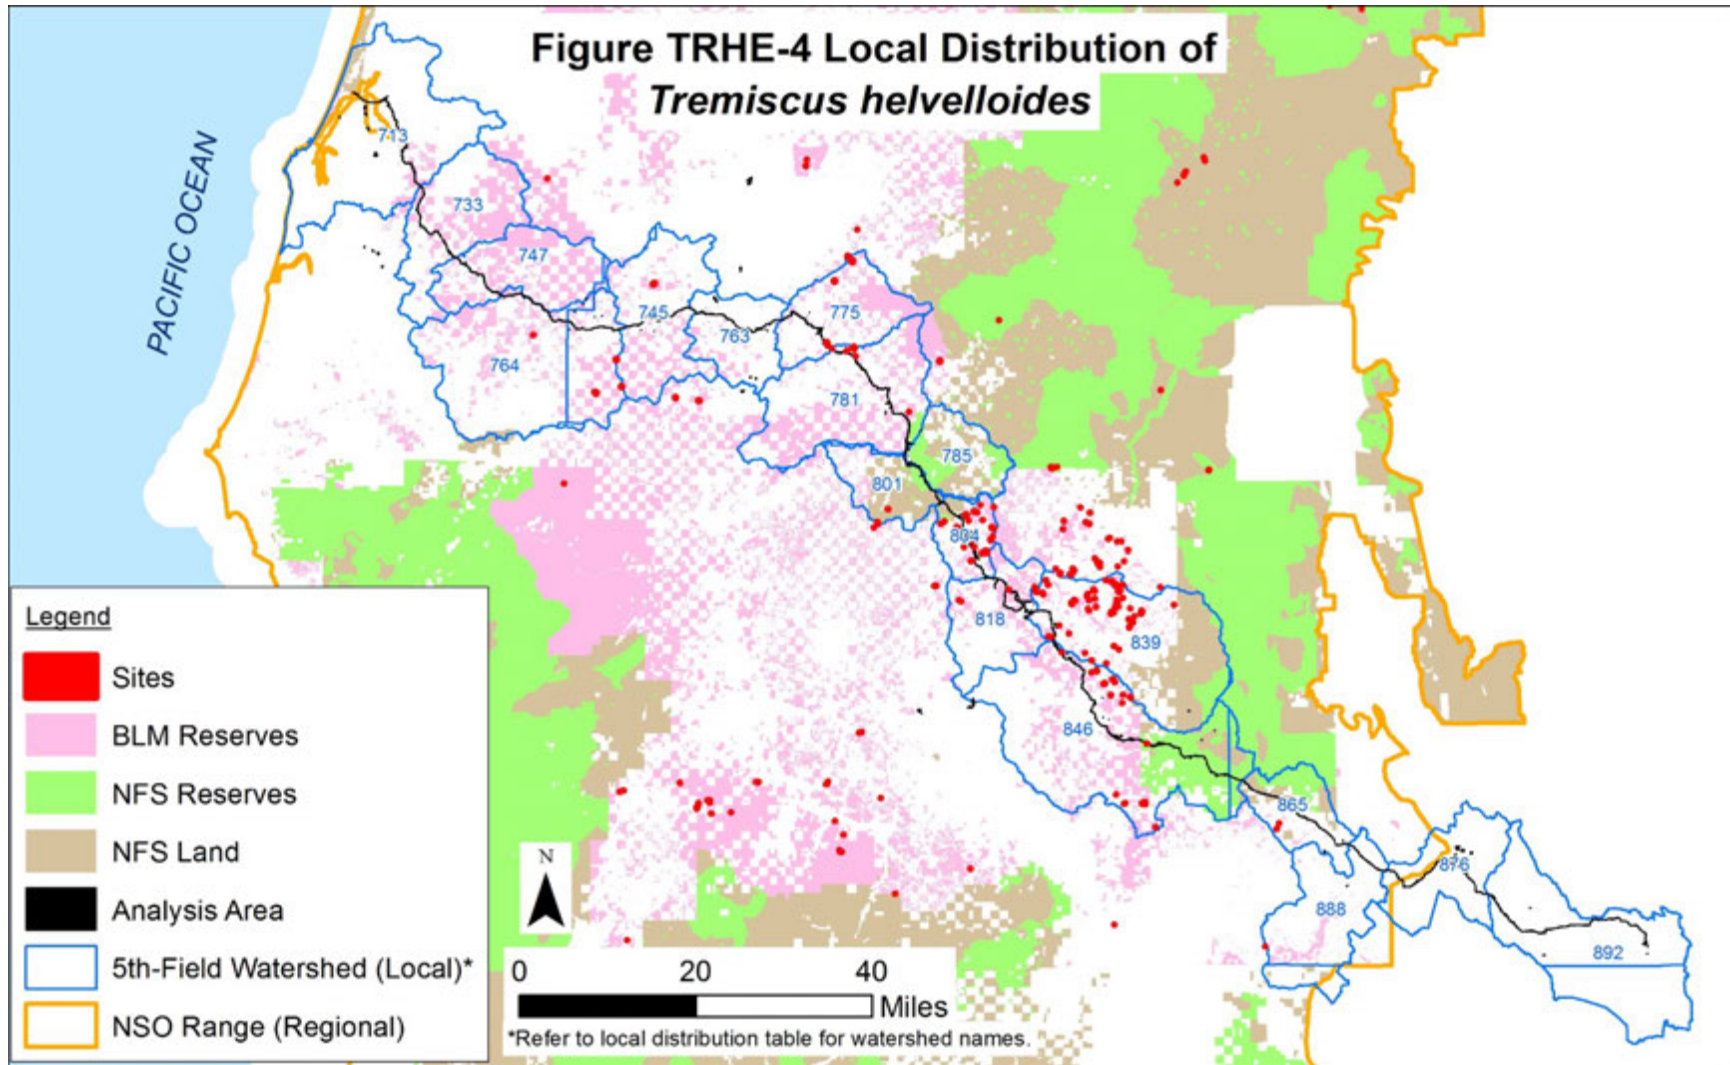 Figure TRHE-4 Local Distribution of
Tremiscus helvelloides
PACIFIC OCEAN
713
733
747
745
775
763
764
781
785
801
804
818
839
846
865
876
888
892
Legend
Sites
BLM Reserves
NFS Reserves
NFS Land
Analysis Area
5th-Field Watershed (Local)*
NSO Range (Regional)
N
0 20 40
Miles
*Refer to local distribution table for watershed names.